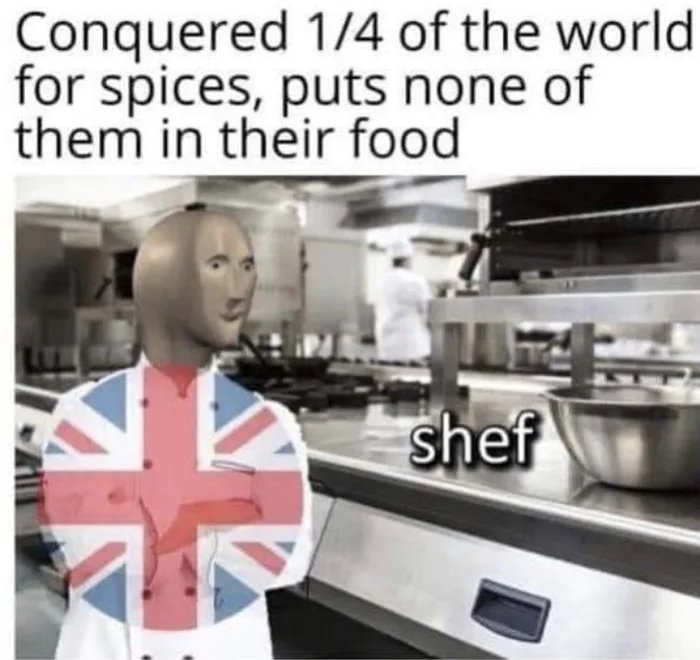 Conquered 1/4 of the world
for spices, puts none of
them in their food
shef